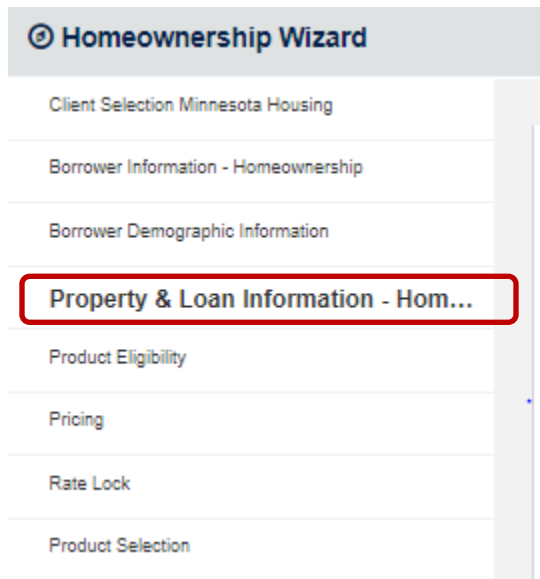 Homeownership Wizard
Client Selection Minnesota Housing
Borrower Information - Homeownership
Borrower Demographic Information
Property & Loan Information - Hom...
Product Eligibility
Pricing
Rate Lock
Product Selection